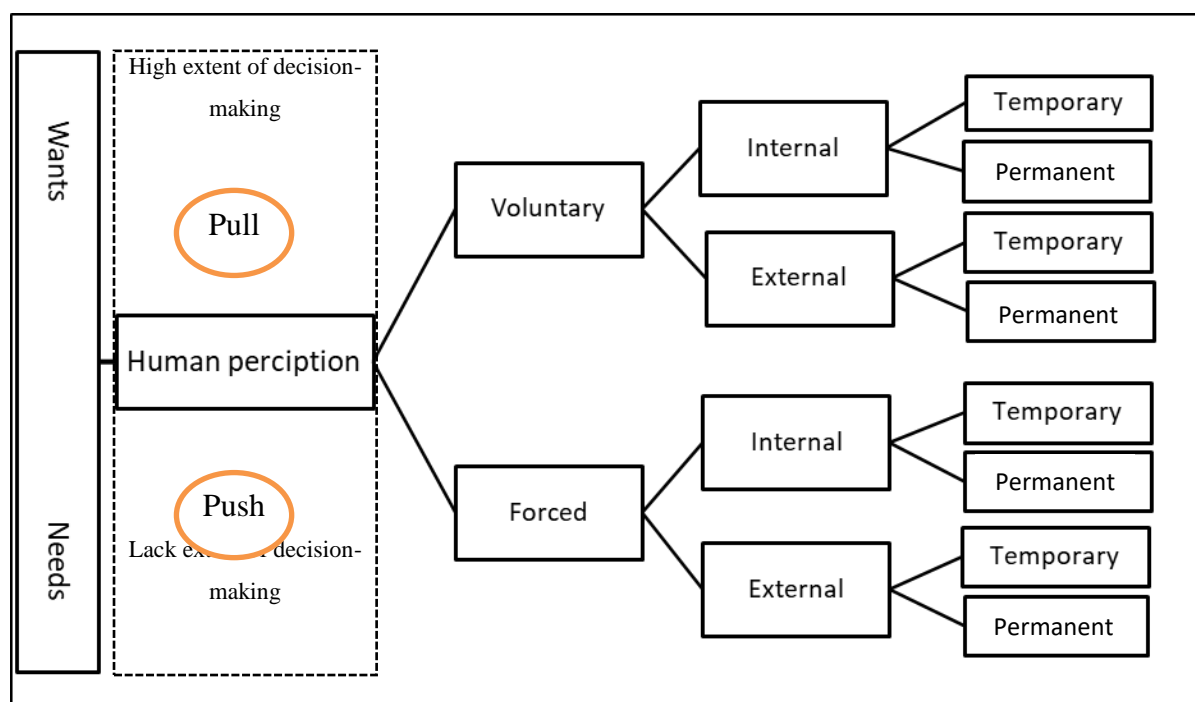 Wants
Needs
High extent of decision-
making
Pull
Human perciption
Push
Lack decision-
making
Voluntary
Forced
Internal
External
Internal
External
Temporary
Permanent
Temporary
Permanent
Temporary
Permanent
Temporary
Permanent